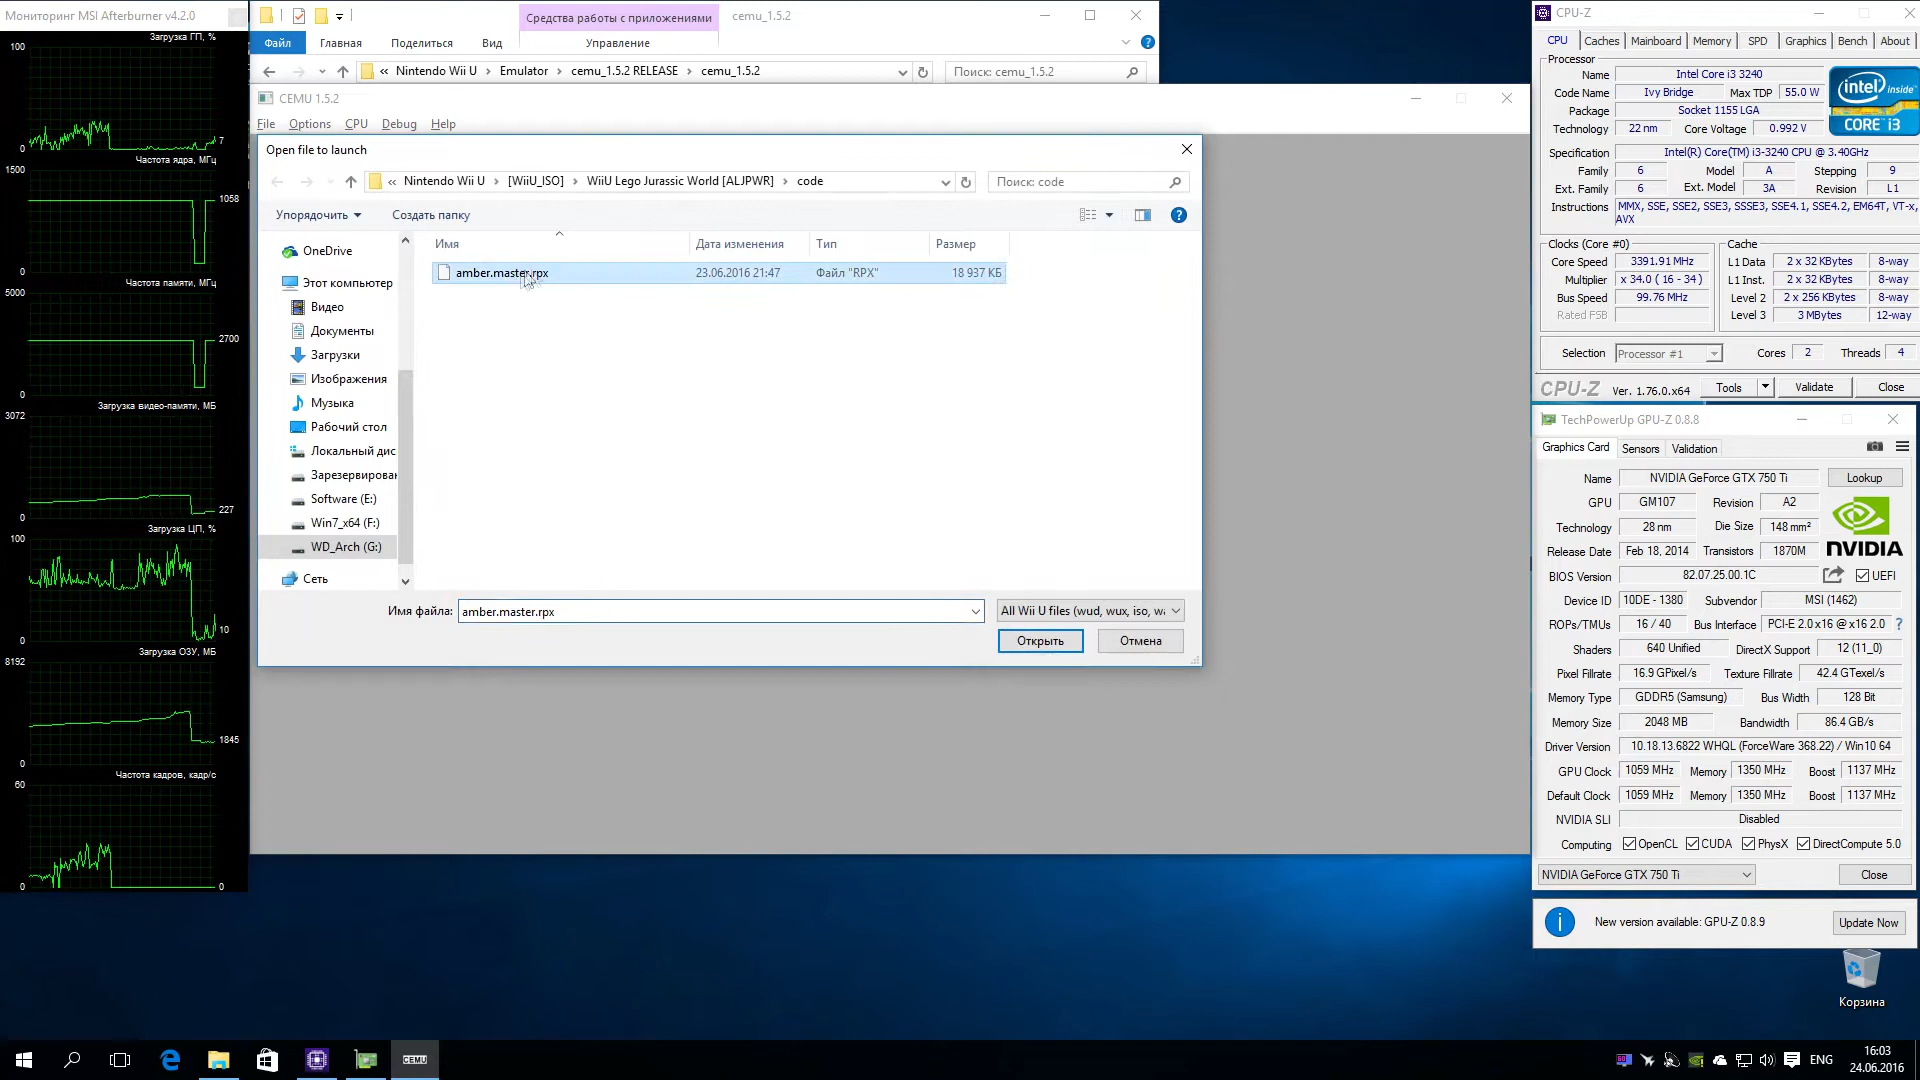 Мониторинг MSI Afterburner v4.2.0
Загрузка ГП, %
100
0
7
Частота ядра, МГц
1500
1058
0
Частота памяти, МГц
5000
2700
0
Загрузка видео-памяти, МБ
3072
227
0
Загрузка ЦП, %
100
10
0
Загрузка ОЗУ, МБ
8192
1845
0
Частота кадров, кадр/с
60
0
0
Средства работы с приложениями
cemu_1.5.2
Файл
Главная
Поделиться
Вид
Управление
« Nintendo Wii U › Emulator › cemu_1.5.2 RELEASE › cemu_1.5.2
Поиск: cemu_1.5.2
CEMU 1.5.2
File Options CPU Debug Help
Open file to launch
« Nintendo Wii U › [WiiU_ISO] › WiiU Lego Jurassic World [ALJPWR] › code
Поиск: code
Упорядочить
Создать папку
Имя
Дата изменения
Тип
Размер
amber.master.rpx
23.06.2016 21:47
Файл "RPX"
18 937 КБ
OneDrive
Этот компьютер
Видео
Документы
Загрузки
Изображения
Музыка
Рабочий стол
Локальный дис
Зарезервирован
Software (E:)
Win7_x64 (F:)
WD_Arch (G:)
Сеть
Имя файла:
amber.master.rpx
All Wii U files (wud, wux, iso, wa
Открыть
Отмена
CPU-Z
CPU Caches Mainboard Memory SPD Graphics Bench About
Processor
Name Intel Core i3 3240
Code Name Ivy Bridge Max TDP 55.0 W
Package Socket 1155 LGA
Technology 22 nm Core Voltage 0.992 V
intel inside
CORE i3
Specification Intel(R) Core(TM) i3-3240 CPU @ 3.40GHz
Family 6 Model A Stepping 9
Ext. Family 6 Ext. Model 3A Revision L1
Instructions MMX, SSE, SSE2, SSE3, SSSE3, SSE4.1, SSE4.2, EM64T, VT-x,
AVX
Clocks (Core #0)
Core Speed 3391.91 MHz
Multiplier x 34.0 ( 16 - 34 )
Bus Speed 99.76 MHz
Rated FSB
Cache
L1 Data 2 x 32 KBytes 8-way
L1 Inst. 2 x 32 KBytes 8-way
Level 2 2 x 256 KBytes 8-way
Level 3 3 MBytes 12-way
Selection Processor #1 Cores 2 Threads 4
CPU-Z Ver. 1.76.0.x64 Tools Validate Close
TechPowerUp GPU-Z 0.8.8
Graphics Card Sensors Validation
Name NVIDIA GeForce GTX 750 Ti Lookup
GPU GM107 Revision A2
Technology 28 nm Die Size 148 mm²
Release Date Feb 18, 2014 Transistors 1870M
NVIDIA
BIOS Version 82.07.25.00.1C UEFI
Device ID 10DE - 1380 Subvendor MSI (1462)
ROPs/TMUs 16 / 40 Bus Interface PCI-E 2.0 x16 @ x16 2.0 ?
Shaders 640 Unified DirectX Support 12 (11_0)
Pixel Fillrate 16.9 GPixel/s Texture Fillrate 42.4 GTexel/s
Memory Type GDDR5 (Samsung) Bus Width 128 Bit
Memory Size 2048 MB Bandwidth 86.4 GB/s
Driver Version 10.18.13.6822 WHQL (ForceWare 368.22) / Win10 64
GPU Clock 1059 MHz Memory 1350 MHz Boost 1137 MHz
Default Clock 1059 MHz Memory 1350 MHz Boost 1137 MHz
NVIDIA SLI Disabled
Computing OpenCL CUDA PhysX DirectCompute 5.0
NVIDIA GeForce GTX 750 Ti Close
New version available: GPU-Z 0.8.9 Update Now
Корзина
CEMU
ENG
16:03
24.06.2016